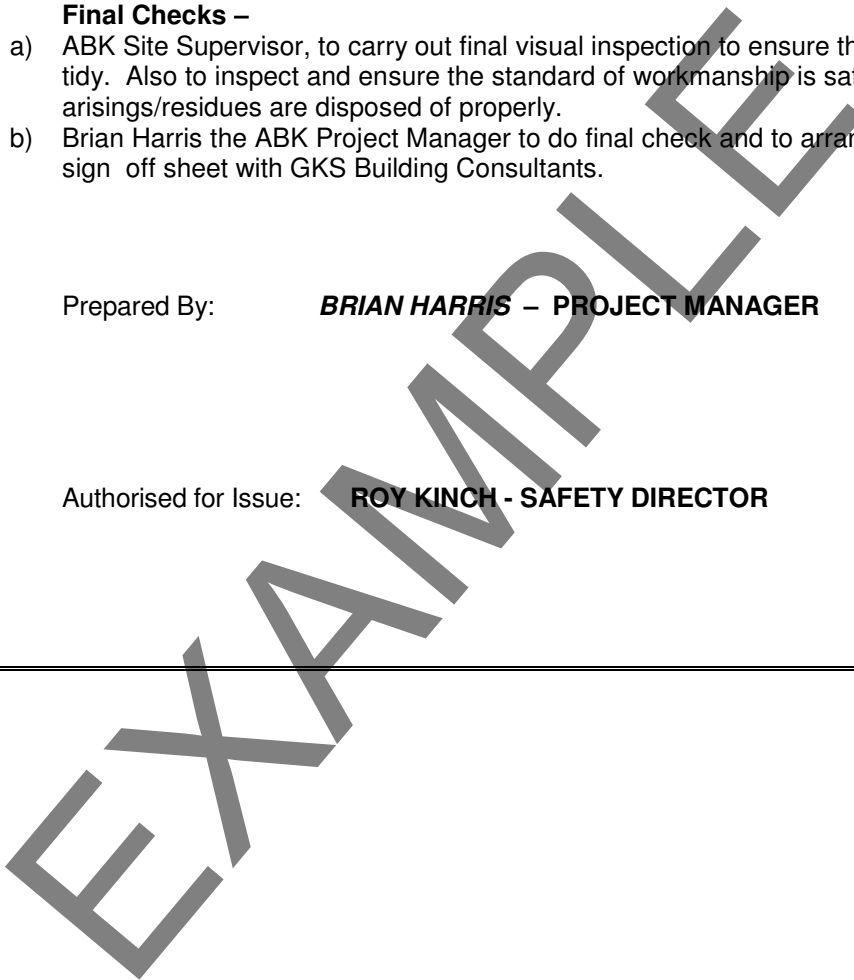 Final Checks –
a) ABK Site Supervisor, to carry out final visual inspection to ensure
tidy. Also to inspect and ensure the standard of workmanship is
arisings/residues are disposed of properly.
b) Brian Harris the ABK Project Manager to do final check and to
sign off sheet with GKS Building Consultants.
Prepared By: BRIAN HARRIS – PROJECT MANAGER
Authorised for Issue: ROY KINCH - SAFETY DIRECTOR
EXAMPLE